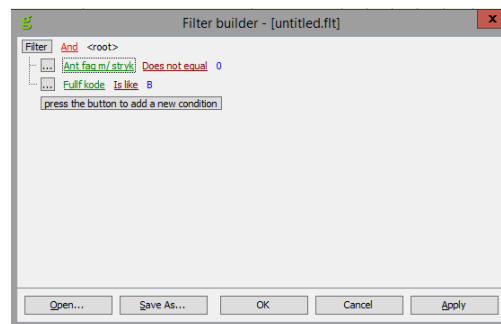 Filter builder - [untitled.flt] x
Filter And <root>
... Ant fag m/ stryk Does not equal 0
... Fullf kode Is like B
press the button to add a new condition
Open... Save As... OK Cancel Apply